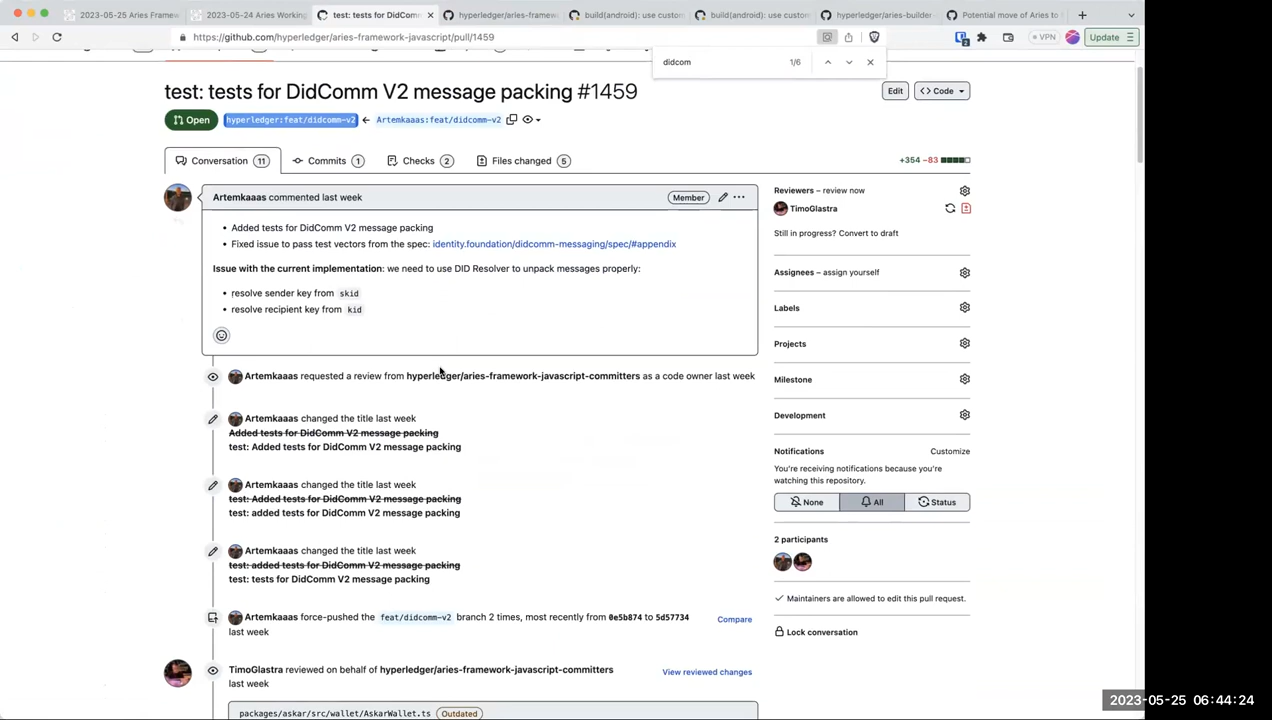 2023-05-25 Aries Framew
2023-05-24 Aries Working
test: tests for DidComm V2
hyperledger/aries-framew
build(android): use custom
build(android): use custom
hyperledger/aries-builder-
Potential move of Aries to
https://github.com/hyperledger/aries-framework-javascript/pull/1459
VPN
Update
didcom
1/6
test: tests for DidComm V2 message packing #1459
Edit
<> Code
Open
hyperledger:feat/didcomm-v2
Artemkaaas:feat/didcomm-v2
Conversation 11
Commits 1
Checks 2
Files changed 5
+354 −83
Artemkaaas commented last week
Member
• Added tests for DidComm V2 message packing
• Fixed issue to pass test vectors from the spec: identity.foundation/didcomm-messaging/spec/#appendix
Issue with the current implementation: we need to use DID Resolver to unpack messages properly:
• resolve sender key from skid
• resolve recipient key from kid
Artemkaaas requested a review from hyperledger/aries-framework-javascript-committers as a code owner last week
Artemkaaas changed the title last week
Added tests for DidComm V2 message packing
test: Added tests for DidComm V2 message packing
Artemkaaas changed the title last week
test: Added tests for DidComm V2 message packing
test: added tests for DidComm V2 message packing
Artemkaaas changed the title last week
test: added tests for DidComm V2 message packing
test: tests for DidComm V2 message packing
Artemkaaas force-pushed the feat/didcomm-v2 branch 2 times, most recently from 0e5b874 to 5d57734
last week
Compare
TimoGlastra reviewed on behalf of hyperledger/aries-framework-javascript-committers
last week
View reviewed changes
packages/askar/src/wallet/AskarWallet.ts Outdated
Reviewers – review now
TimoGlastra
Still in progress? Convert to draft
Assignees – assign yourself
Labels
Projects
Milestone
Development
Notifications
Customize
You're receiving notifications because you're
watching this repository.
None
All
Status
2 participants
Maintainers are allowed to edit this pull request.
Lock conversation
2023-05-25 06:44:24